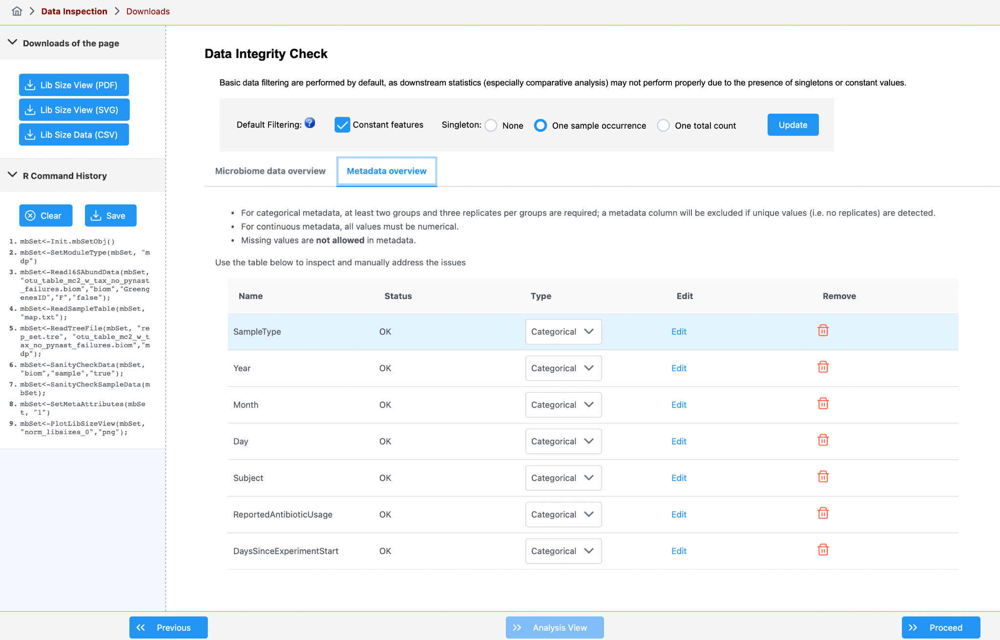 Data Inspection
Downloads
Downloads of the page
Lib Size View (PDF)
Lib Size View (SVG)
Lib Size Data (CSV)
R Command History
Clear
Save
1. mbSet<-Init.mbSetObj()
2. mbSet<-SetModuleType(mbSet, "m
dp")
3. mbSet<-Read16SAbundData(mbSet,
"otu_table_mc2_w_tax_no_pynast
_failures.biom","biom","Greeng
enesID","F","false");
4. mbSet<-ReadSampleTable(mbSet,
"map.txt");
5. mbSet<-ReadTreeFile(mbSet, "re
p_set.tre", "otu_table_mc2_w_t
ax_no_pynast_failures.biom","m
dp");
6. mbSet<-SanityCheckData(mbSet,
"biom","sample","true");
7. mbSet<-SanityCheckSampleData(m
bSet);
8. mbSet<-SetMetaAttributes(mbSe
t, "1")
9. mbSet<-PlotLibSizeView(mbSet,
"norm_libsizes_0","png");
Data Integrity Check
Basic data filtering are performed by default, as downstream statistics (especially comparative analysis) may not perform properly due to the presence of singletons or constant values.
Default Filtering: ? Constant features Singleton: None One sample occurrence One total count Update
Microbiome data overview Metadata overview
• For categorical metadata, at least two groups and three replicates per groups are required; a metadata column will be excluded if unique values (i.e. no replicates) are detected.
• For continuous metadata, all values must be numerical.
• Missing values are not allowed in metadata.
Use the table below to inspect and manually address the issues
Name Status Type Edit Remove
SampleType OK Categorical Edit
Year OK Categorical Edit
Month OK Categorical Edit
Day OK Categorical Edit
Subject OK Categorical Edit
ReportedAntibioticUsage OK Categorical Edit
DaysSinceExperimentStart OK Categorical Edit
Previous Analysis View Proceed